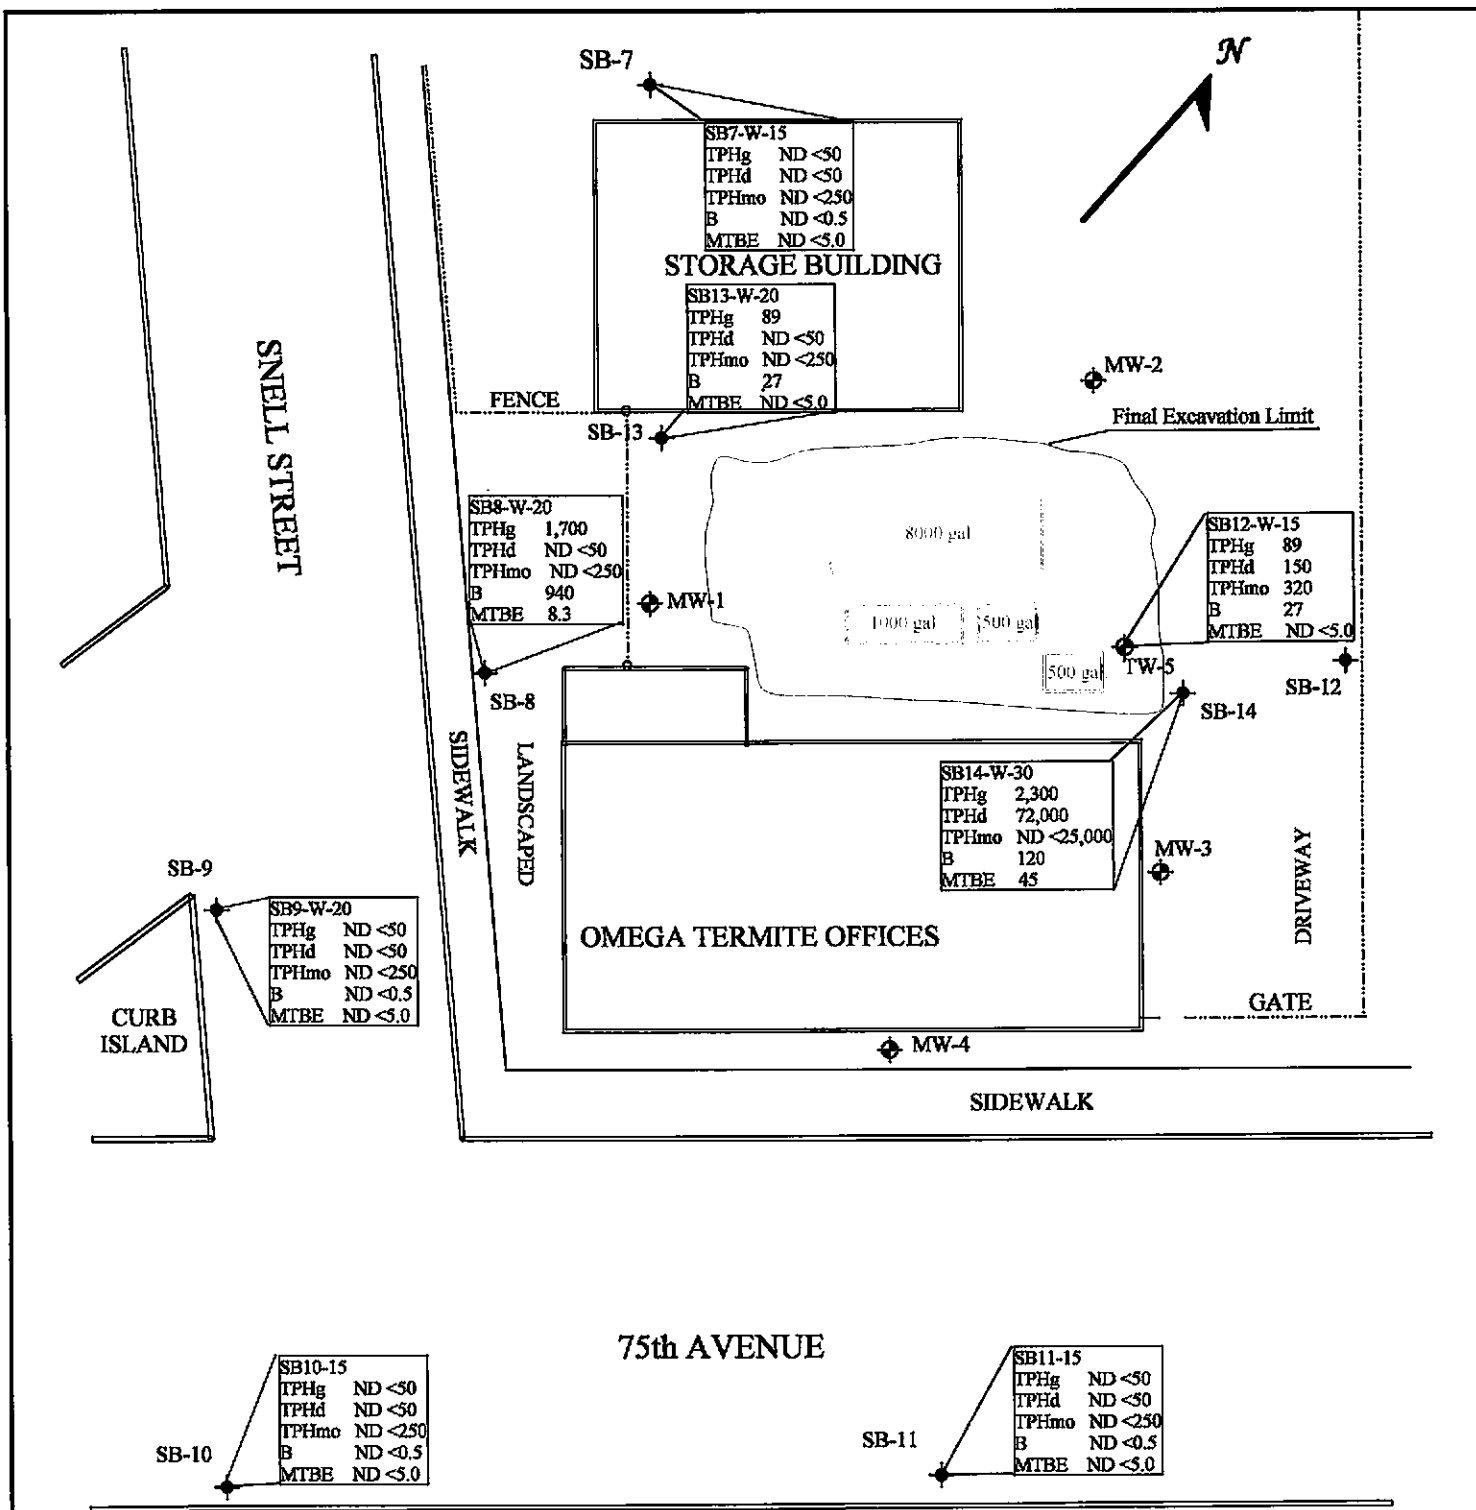 N
SB-7
SB7-W-15
TPHg ND <50
TPHd ND <50
TPHmo ND <250
B ND <0.5
MTBE ND <5.0
STORAGE BUILDING
SB13-W-20
TPHg 89
TPHd ND <50
TPHmo ND <250
B 27
MTBE ND <5.0
SNELL STREET
FENCE
SB-13
MW-2
Final Excavation Limit
SB8-W-20
TPHg 1,700
TPHd ND <50
TPHmo ND <250
B 940
MTBE 8.3
MW-1
8000 gal
1000 gal
500 gal
500 gal
SB12-W-15
TPHg 89
TPHd 150
TPHmo 320
B 27
MTBE ND <5.0
TW-5
SB-12
SB-8
SB-14
SIDEWALK
LANDSCAPED
SB14-W-30
TPHg 2,300
TPHd 72,000
TPHmo ND <25,000
B 120
MTBE 45
MW-3
DRIVEWAY
SB-9
SB9-W-20
TPHg ND <50
TPHd ND <50
TPHmo ND <250
B ND <0.5
MTBE ND <5.0
OMEGA TERMITE OFFICES
CURB
ISLAND
GATE
MW-4
SIDEWALK
75th AVENUE
SB10-15
TPHg ND <50
TPHd ND <50
TPHmo ND <250
B ND <0.5
MTBE ND <5.0
SB-10
SB11-15
TPHg ND <50
TPHd ND <50
TPHmo ND <250
B ND <0.5
MTBE ND <5.0
SB-11